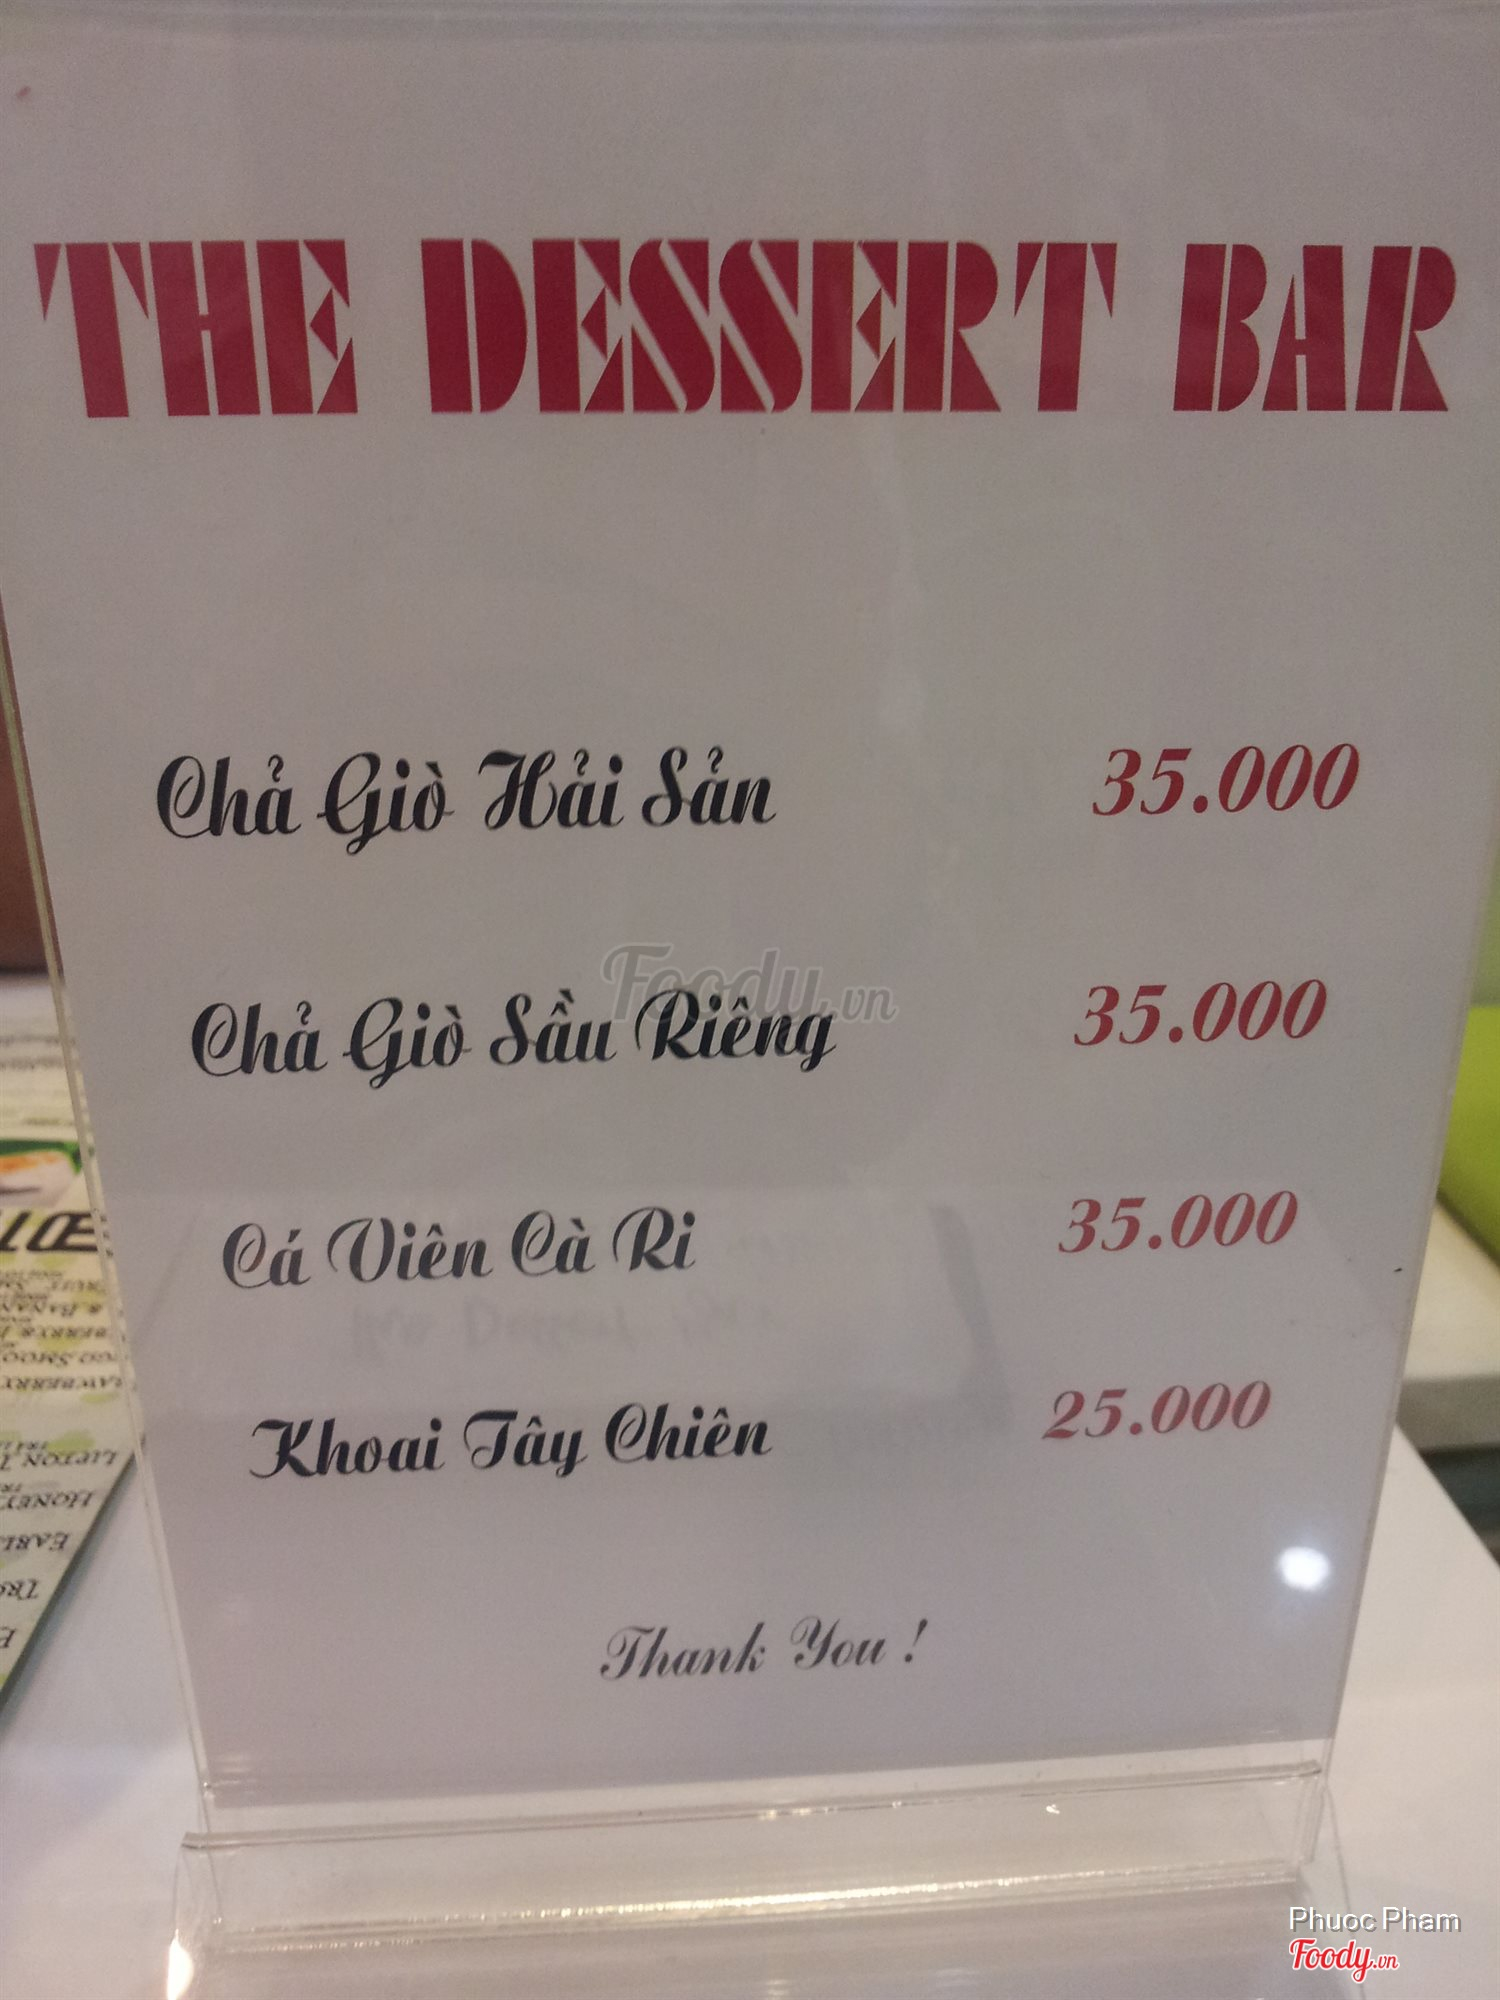 THE DESSERT BAR
Chả Giò Hải Sản 35.000
Foody.vn
Chả Giò Sầu Riêng 35.000
Cá Viên Cà Ri 35.000
Khoai Tây Chiên 25.000
Thank You !
Phuoc Pham
Foody.vn